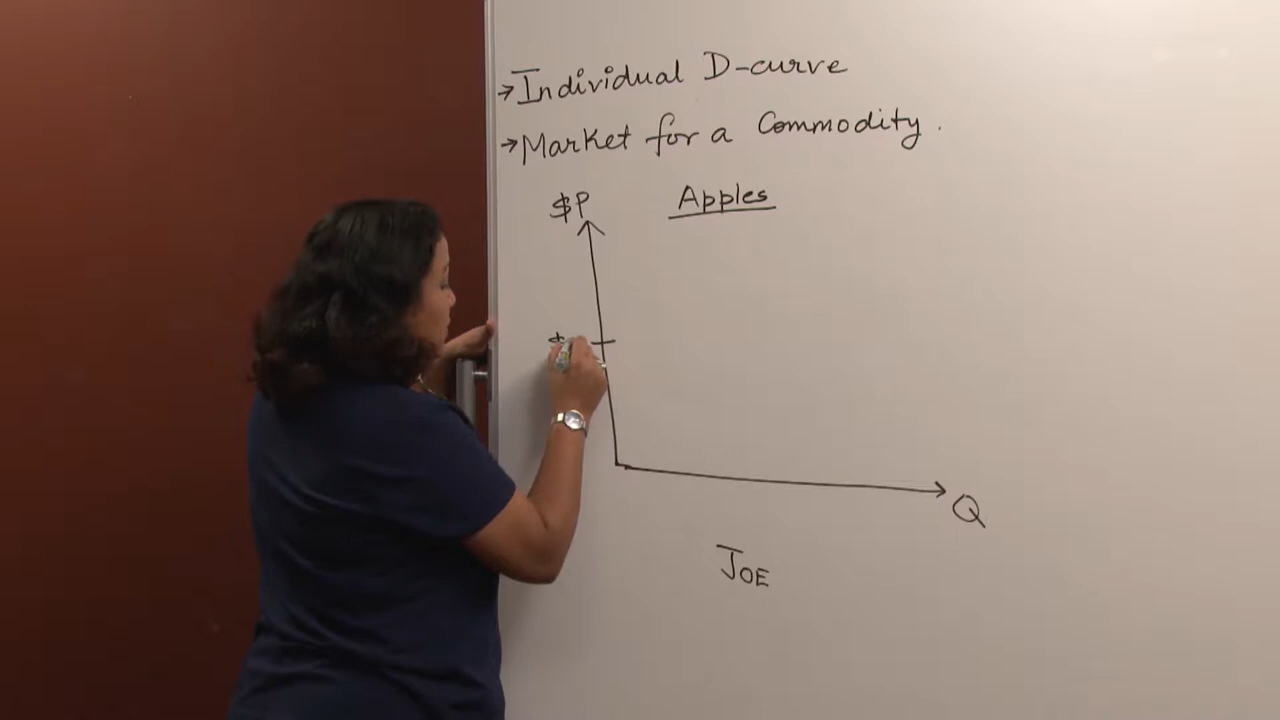 →Individual D-curve
→Market for a Commodity.
$P Apples
Q
JOE